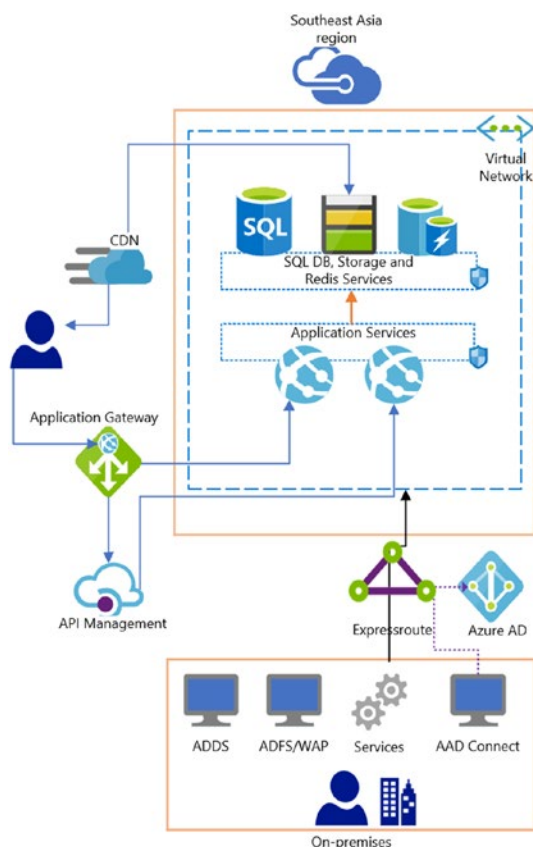 Southeast Asia
region
Virtual
Network
CDN
SQL
SQL DB, Storage and
Redis Services
Application Services
Application Gateway
API Management
Expressroute
Azure AD
ADDS
ADFS/WAP
Services
AAD Connect
On-premises